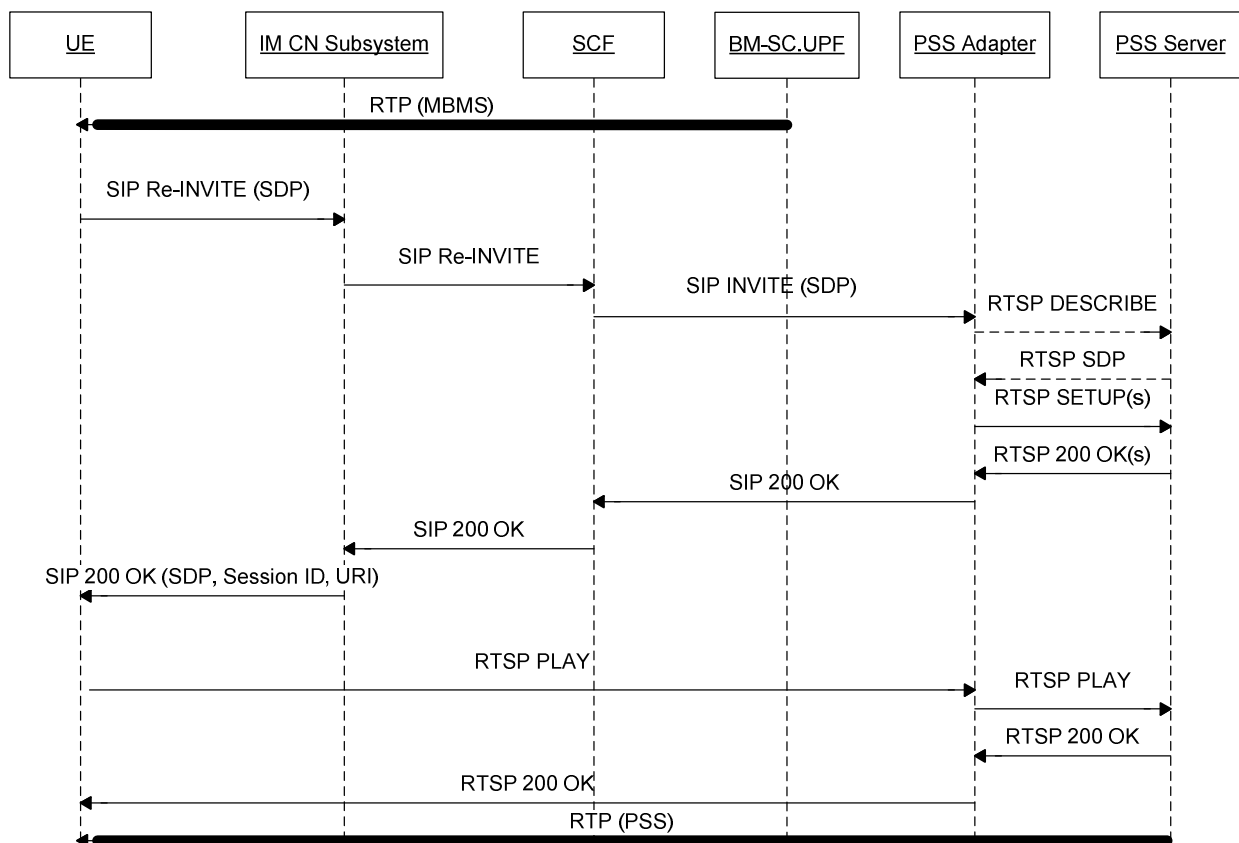 UE
IM CN Subsystem
SCF
BM-SC.UPF
PSS Adapter
PSS Server
RTP (MBMS)
SIP Re-INVITE (SDP)
SIP Re-INVITE
SIP INVITE (SDP)
RTSP DESCRIBE
RTSP SDP
RTSP SETUP(s)
RTSP 200 OK(s)
SIP 200 OK
SIP 200 OK
SIP 200 OK (SDP, Session ID, URI)
RTSP PLAY
RTSP PLAY
RTSP 200 OK
RTSP 200 OK
RTP (PSS)